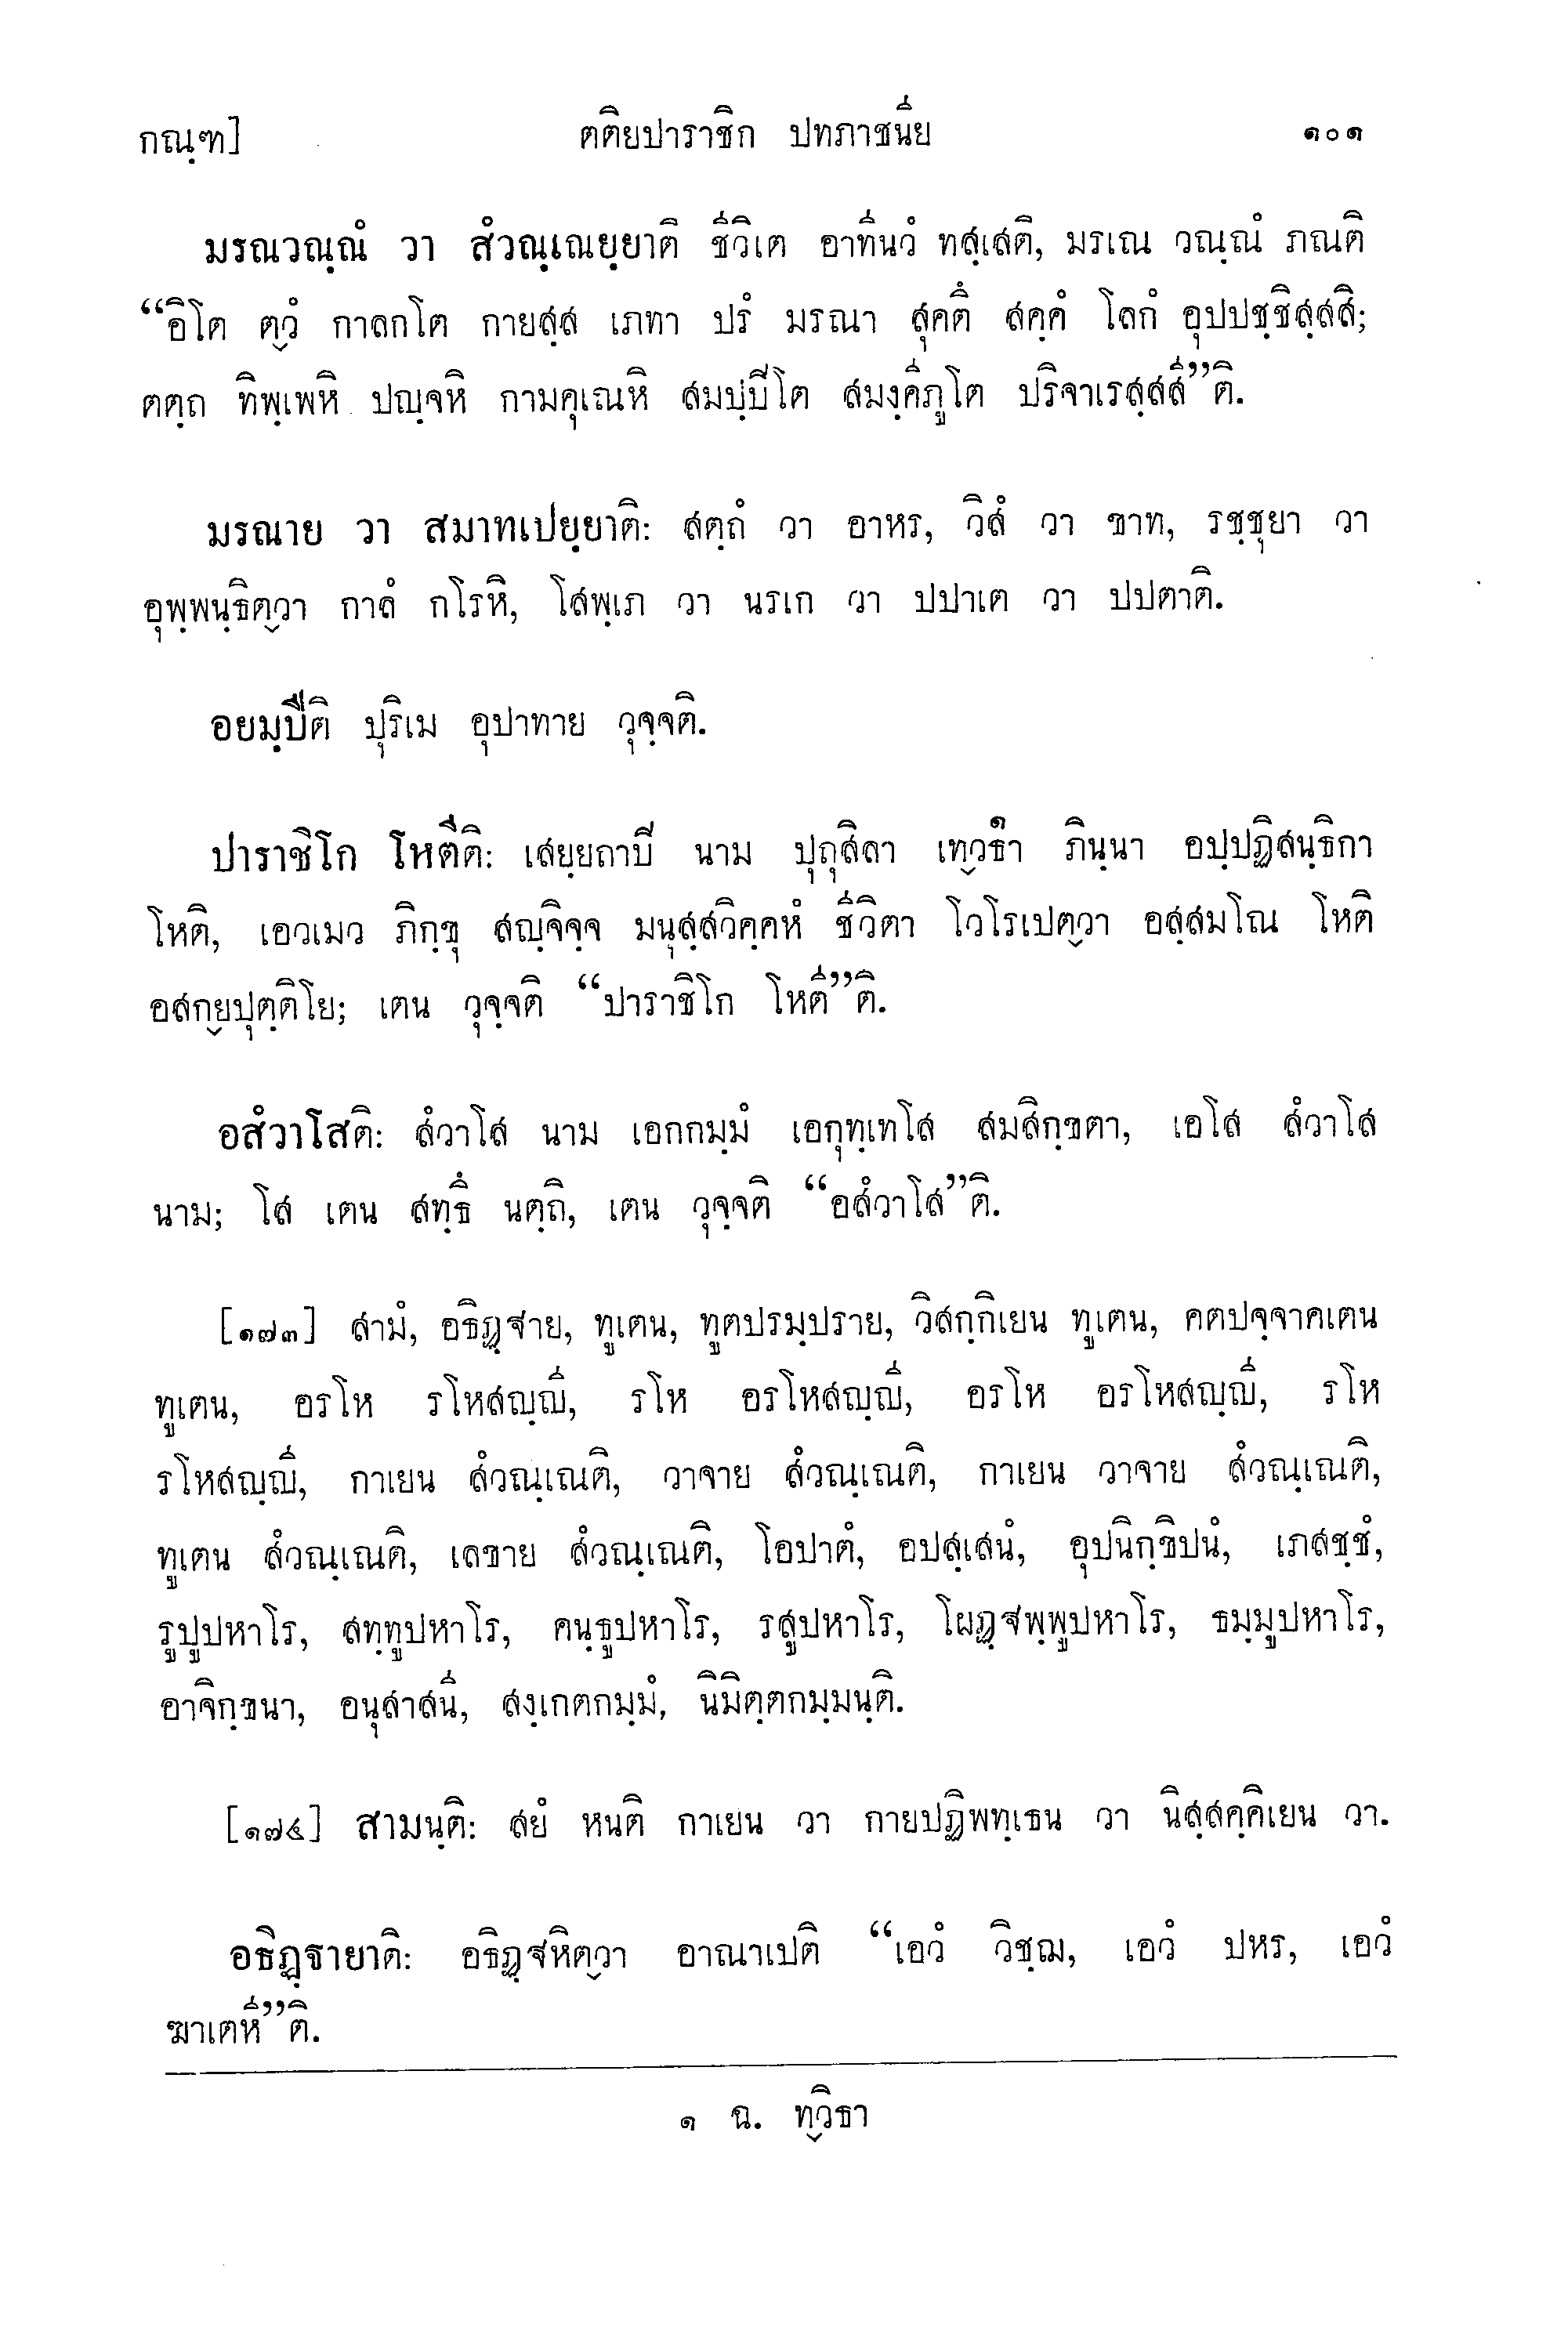 กณฺฑ] ตติยปาราชิก ปทภาชนีย ๑๐๑
มรณวณฺณํ วา สํวณฺเณยฺยาติ ชีวิเต อาทีนวํ ทสฺเสติ, มรเณ วณฺณํ ภณติ
“อิโต ตฺวํ กาลกโต กายสฺส เภทา ปรํ มรณา สุคตึ สคฺคํ โลกํ อุปปชฺชิสฺสสิ;
ตตฺถ ทิพฺเพหิ ปญฺจหิ กามคุเณหิ สมปฺปีโต สมงฺคีภูโต ปริจาเรสฺสสี”ติ.
มรณาย วา สมาทเปยฺยาติ: สตฺถํ วา อาหร, วิสํ วา ขาท, รชฺชุยา วา
อุพฺพนฺธิตฺวา กาลํ กโรหิ, โสพฺเภ วา นรเก วา ปปาเต วา ปปตาติ.
อยมฺปีติ ปุริเม อุปาทาย วุจฺจติ.
ปาราชิโก โหตีติ: เสยฺยถาปี นาม ปุถุสิลา เทฺวธา๑ ภินฺนา อปฺปฏิสนฺธิกา
โหติ, เอวเมว ภิกฺขุ สญฺจิจฺจ มนุสฺสวิคฺคหํ ชีวิตา โวโรเปตฺวา อสฺสมโณ โหติ
อสกฺยปุตฺติโย; เตน วุจฺจติ “ปาราชิโก โหตี”ติ.
อสํวาโสติ: สํวาโส นาม เอกกมฺมํ เอกุทฺเทโส สมสิกฺขตา, เอโส สํวาโส
นาม; โส เตน สทฺธึ นตฺถิ, เตน วุจฺจติ “อสํวาโส”ติ.
[๑๗๓] สามํ, อธิฏฺฐาย, ทูเตน, ทูตปรมฺปราย, วิสกฺกิเยน ทูเตน, คตปจฺจาคเตน
ทูเตน, อรโห รโหสญฺญี, รโห อรโหสญฺญี, อรโห อรโหสญฺญี, รโห
รโหสญฺญี, กาเยน สํวณฺเณติ, วาจาย สํวณฺเณติ, กาเยน วาจาย สํวณฺเณติ,
ทูเตน สํวณฺเณติ, เลขาย สํวณฺเณติ, โอปาตํ, อปสฺเสนํ, อุปนิกฺขิปนํ, เภสชฺชํ,
รูปูปหาโร, สทฺทูปหาโร, คนฺธูปหาโร, รสูปหาโร, โผฏฺฐพฺพูปหาโร, ธมฺมูปหาโร,
อาจิกฺขนา, อนุสาสนี, สงฺเกตกมฺมํ, นิมิตฺตกมฺมนฺติ.
[๑๗๔] สามนฺติ: สยํ หนติ กาเยน วา กายปฏิพทฺเธน วา นิสฺสคฺคิเยน วา.
อธิฏฺฐายาติ: อธิฏฺฐหิตฺวา อาณาเปติ “เอวํ วิชฺฌ, เอวํ ปหร, เอวํ
ฆาเตหี”ติ.
๑ ฉ. ทฺวิธา